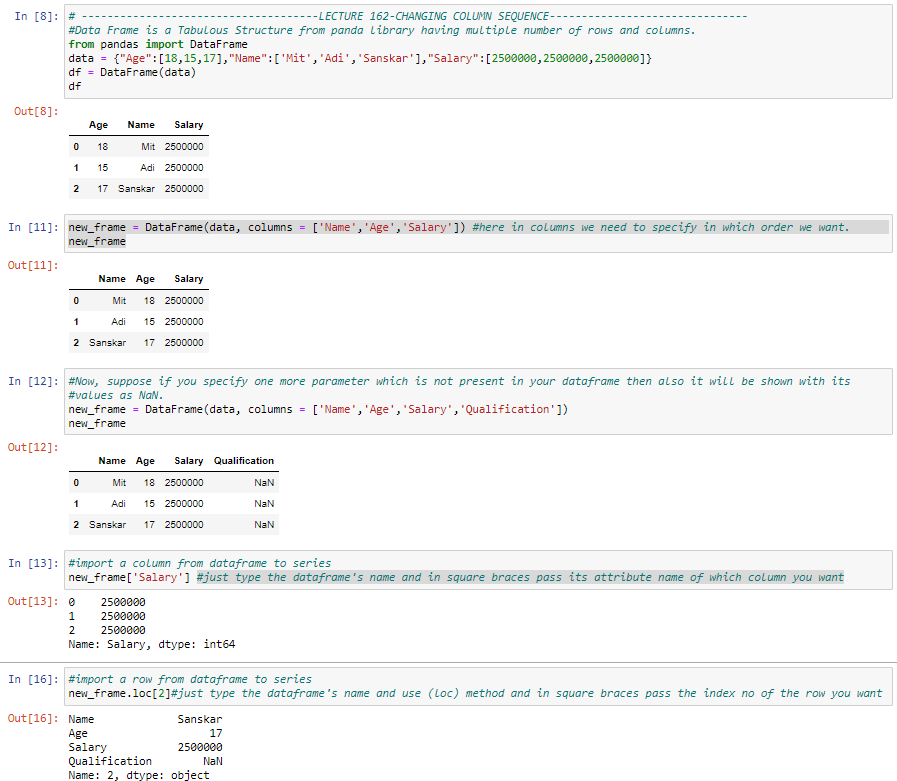 In [8]: # -------------------------------------LECTURE 162-CHANGING COLUMN SEQUENCE-------------------------------
#Data Frame is a Tabulous Structure from panda library having multiple number of rows and columns.
from pandas import DataFrame
data = {"Age":[18,15,17],"Name":['Mit','Adi','Sanskar'],"Salary":[2500000,2500000,2500000]}
df = DataFrame(data)
df
Out[8]:
Age Name Salary
0 18 Mit 2500000
1 15 Adi 2500000
2 17 Sanskar 2500000
In [11]: new_frame = DataFrame(data, columns = ['Name','Age','Salary']) #here in columns we need to specify in which order we want.
new_frame
Out[11]:
Name Age Salary
0 Mit 18 2500000
1 Adi 15 2500000
2 Sanskar 17 2500000
In [12]: #Now, suppose if you specify one more parameter which is not present in your dataframe then also it will be shown with its
#values as NaN.
new_frame = DataFrame(data, columns = ['Name','Age','Salary','Qualification'])
new_frame
Out[12]:
Name Age Salary Qualification
0 Mit 18 2500000 NaN
1 Adi 15 2500000 NaN
2 Sanskar 17 2500000 NaN
In [13]: #import a column from dataframe to series
new_frame['Salary'] #just type the dataframe's name and in square braces pass its attribute name of which column you want
Out[13]: 0 2500000
1 2500000
2 2500000
Name: Salary, dtype: int64
In [16]: #import a row from dataframe to series
new_frame.loc[2]#just type the dataframe's name and use (loc) method and in square braces pass the index no of the row you want
Out[16]: Name Sanskar
Age 17
Salary 2500000
Qualification NaN
Name: 2, dtype: object